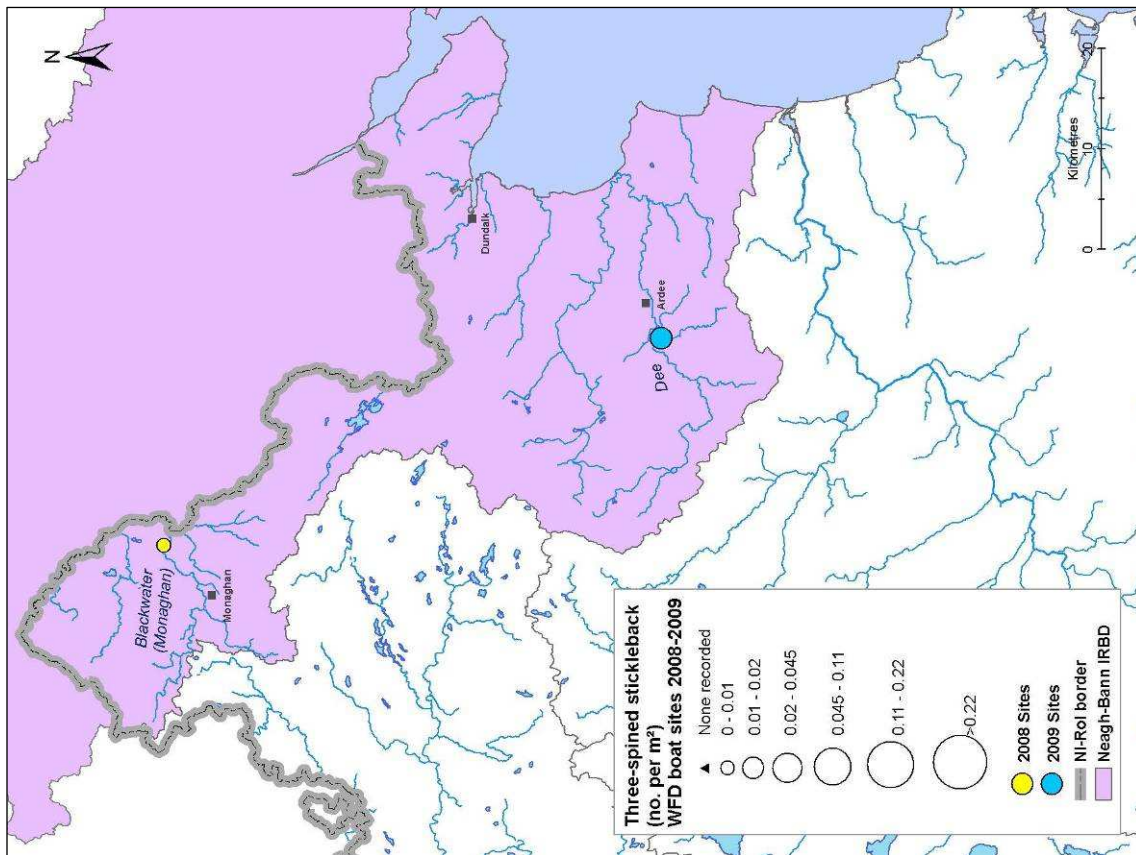 N
Blackwater
(Monaghan)
Monaghan
Dundalk
Ardee
Dee
Three-spined stickleback
(no. per m²)
WFD boat sites 2008-2009
None recorded
0 - 0.01
0.01 - 0.02
0.02 - 0.045
0.045 - 0.11
0.11 - 0.22
>0.22
2008 Sites
2009 Sites
NI-RoI border
Neagh-Bann IRBD
0 10 20
Kilometres